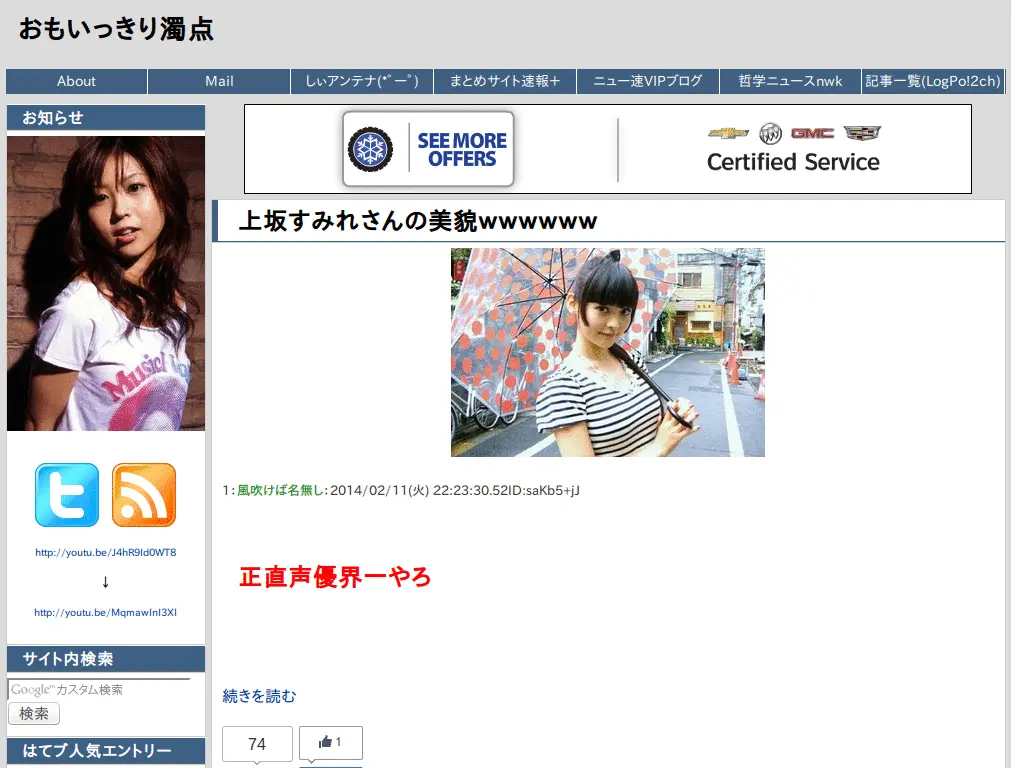 おもいっきり濁点
About
Mail
しぃアンテナ(*ﾟーﾟ)
まとめサイト速報＋
ニュー速VIPブログ
哲学ニュースnwk
記事一覧(LogPo!2ch)
お知らせ
Music
http://youtu.be/J4hR9Id0WT8
↓
http://youtu.be/MqmawInI3XI
サイト内検索
Google™カスタム検索
検索
はてブ人気エントリー
SEE MORE
OFFERS
GMC
Certified Service
上坂すみれさんの美貌wwwwww
1：風吹けば名無し：2014/02/11(火) 22:23:30.52ID:saKb5+jJ
正直声優界一やろ
続きを読む
74
1